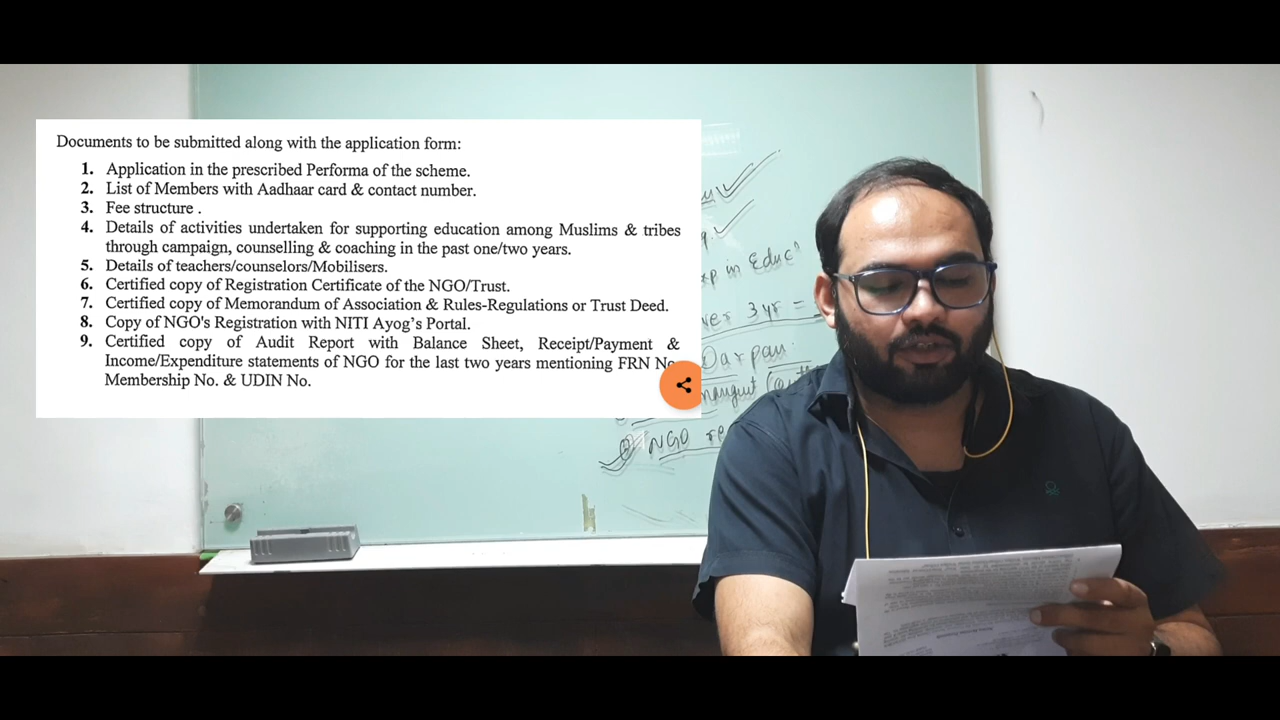 Documents to be submitted along with the application form:
1. Application in the prescribed Performa of the scheme.
2. List of Members with Aadhaar card & contact number.
3. Fee structure .
4. Details of activities undertaken for supporting education among Muslims & tribes
through campaign, counselling & coaching in the past one/two years.
5. Details of teachers/counselors/Mobilisers.
6. Certified copy of Registration Certificate of the NGO/Trust.
7. Certified copy of Memorandum of Association & Rules-Regulations or Trust Deed.
8. Copy of NGO's Registration with NITI Ayog's Portal.
9. Certified copy of Audit Report with Balance Sheet, Receipt/Payment &
Income/Expenditure statements of NGO for the last two years mentioning FRN No
Membership No. & UDIN No.
in Educ
3 yr =
Darpan
NGO